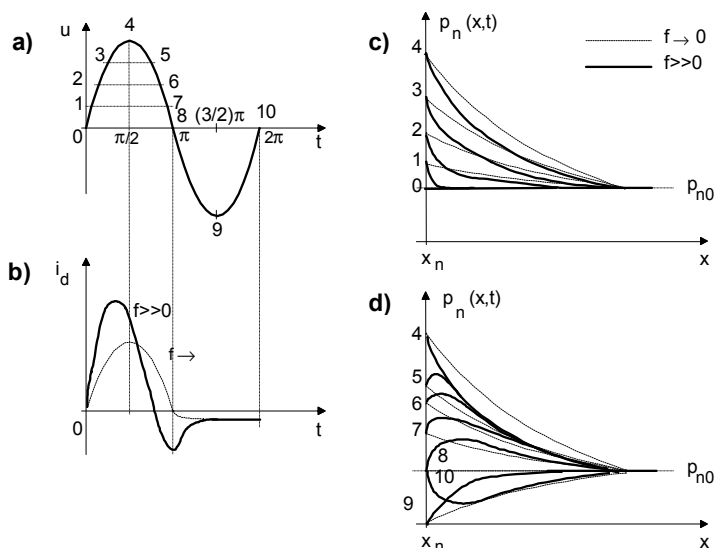 a)
u
4
3
5
2
6
1
7
8
(3/2)π
10
0
π/2
π
2π
t
9
b)
i_d
f>>0
f →
0
t
c)
p_n (x,t)
f → 0
f>>0
4
3
2
1
0
p_n0
x_n
x
d)
p_n (x,t)
4
5
6
7
8
10
9
p_n0
x_n
x